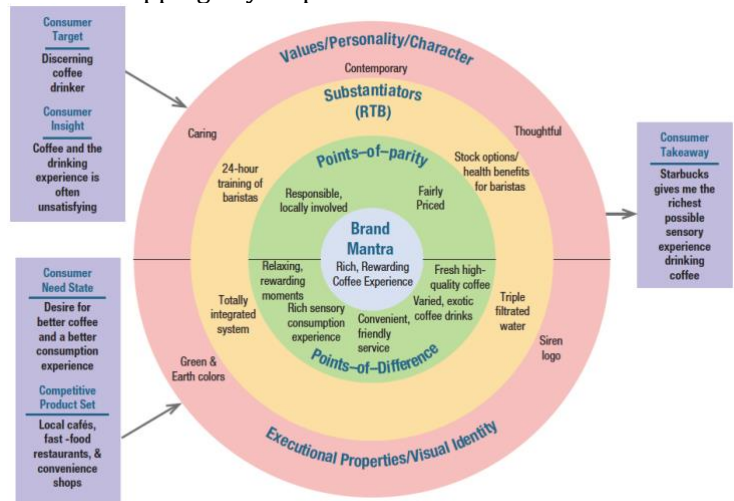 Consumer
Target
Discerning
coffee
drinker
Consumer
Insight
Coffee and the
drinking
experience is
often
unsatisfying
Consumer
Need State
Desire for
better coffee
and a better
consumption
experience
Competitive
Product Set
Local cafés,
fast -food
restaurants, &
convenience
shops
Values/Personality/Character
Contemporary
Caring
Thoughtful
Substantiators
(RTB)
24-hour
training of
baristas
Stock options/
health benefits
for baristas
Points–of–parity
Responsible,
locally involved
Fairly
Priced
Brand
Mantra
Rich, Rewarding
Coffee Experience
Relaxing,
rewarding
moments
Rich sensory
consumption
experience
Convenient,
friendly
service
Fresh high-
quality coffee
Varied, exotic
coffee drinks
Points–of–Difference
Totally
integrated
system
Triple
filtrated
water
Green &
Earth colors
Siren
logo
Executional Properties/Visual Identity
Consumer
Takeaway
Starbucks
gives me the
richest
possible
sensory
experience
drinking
coffee